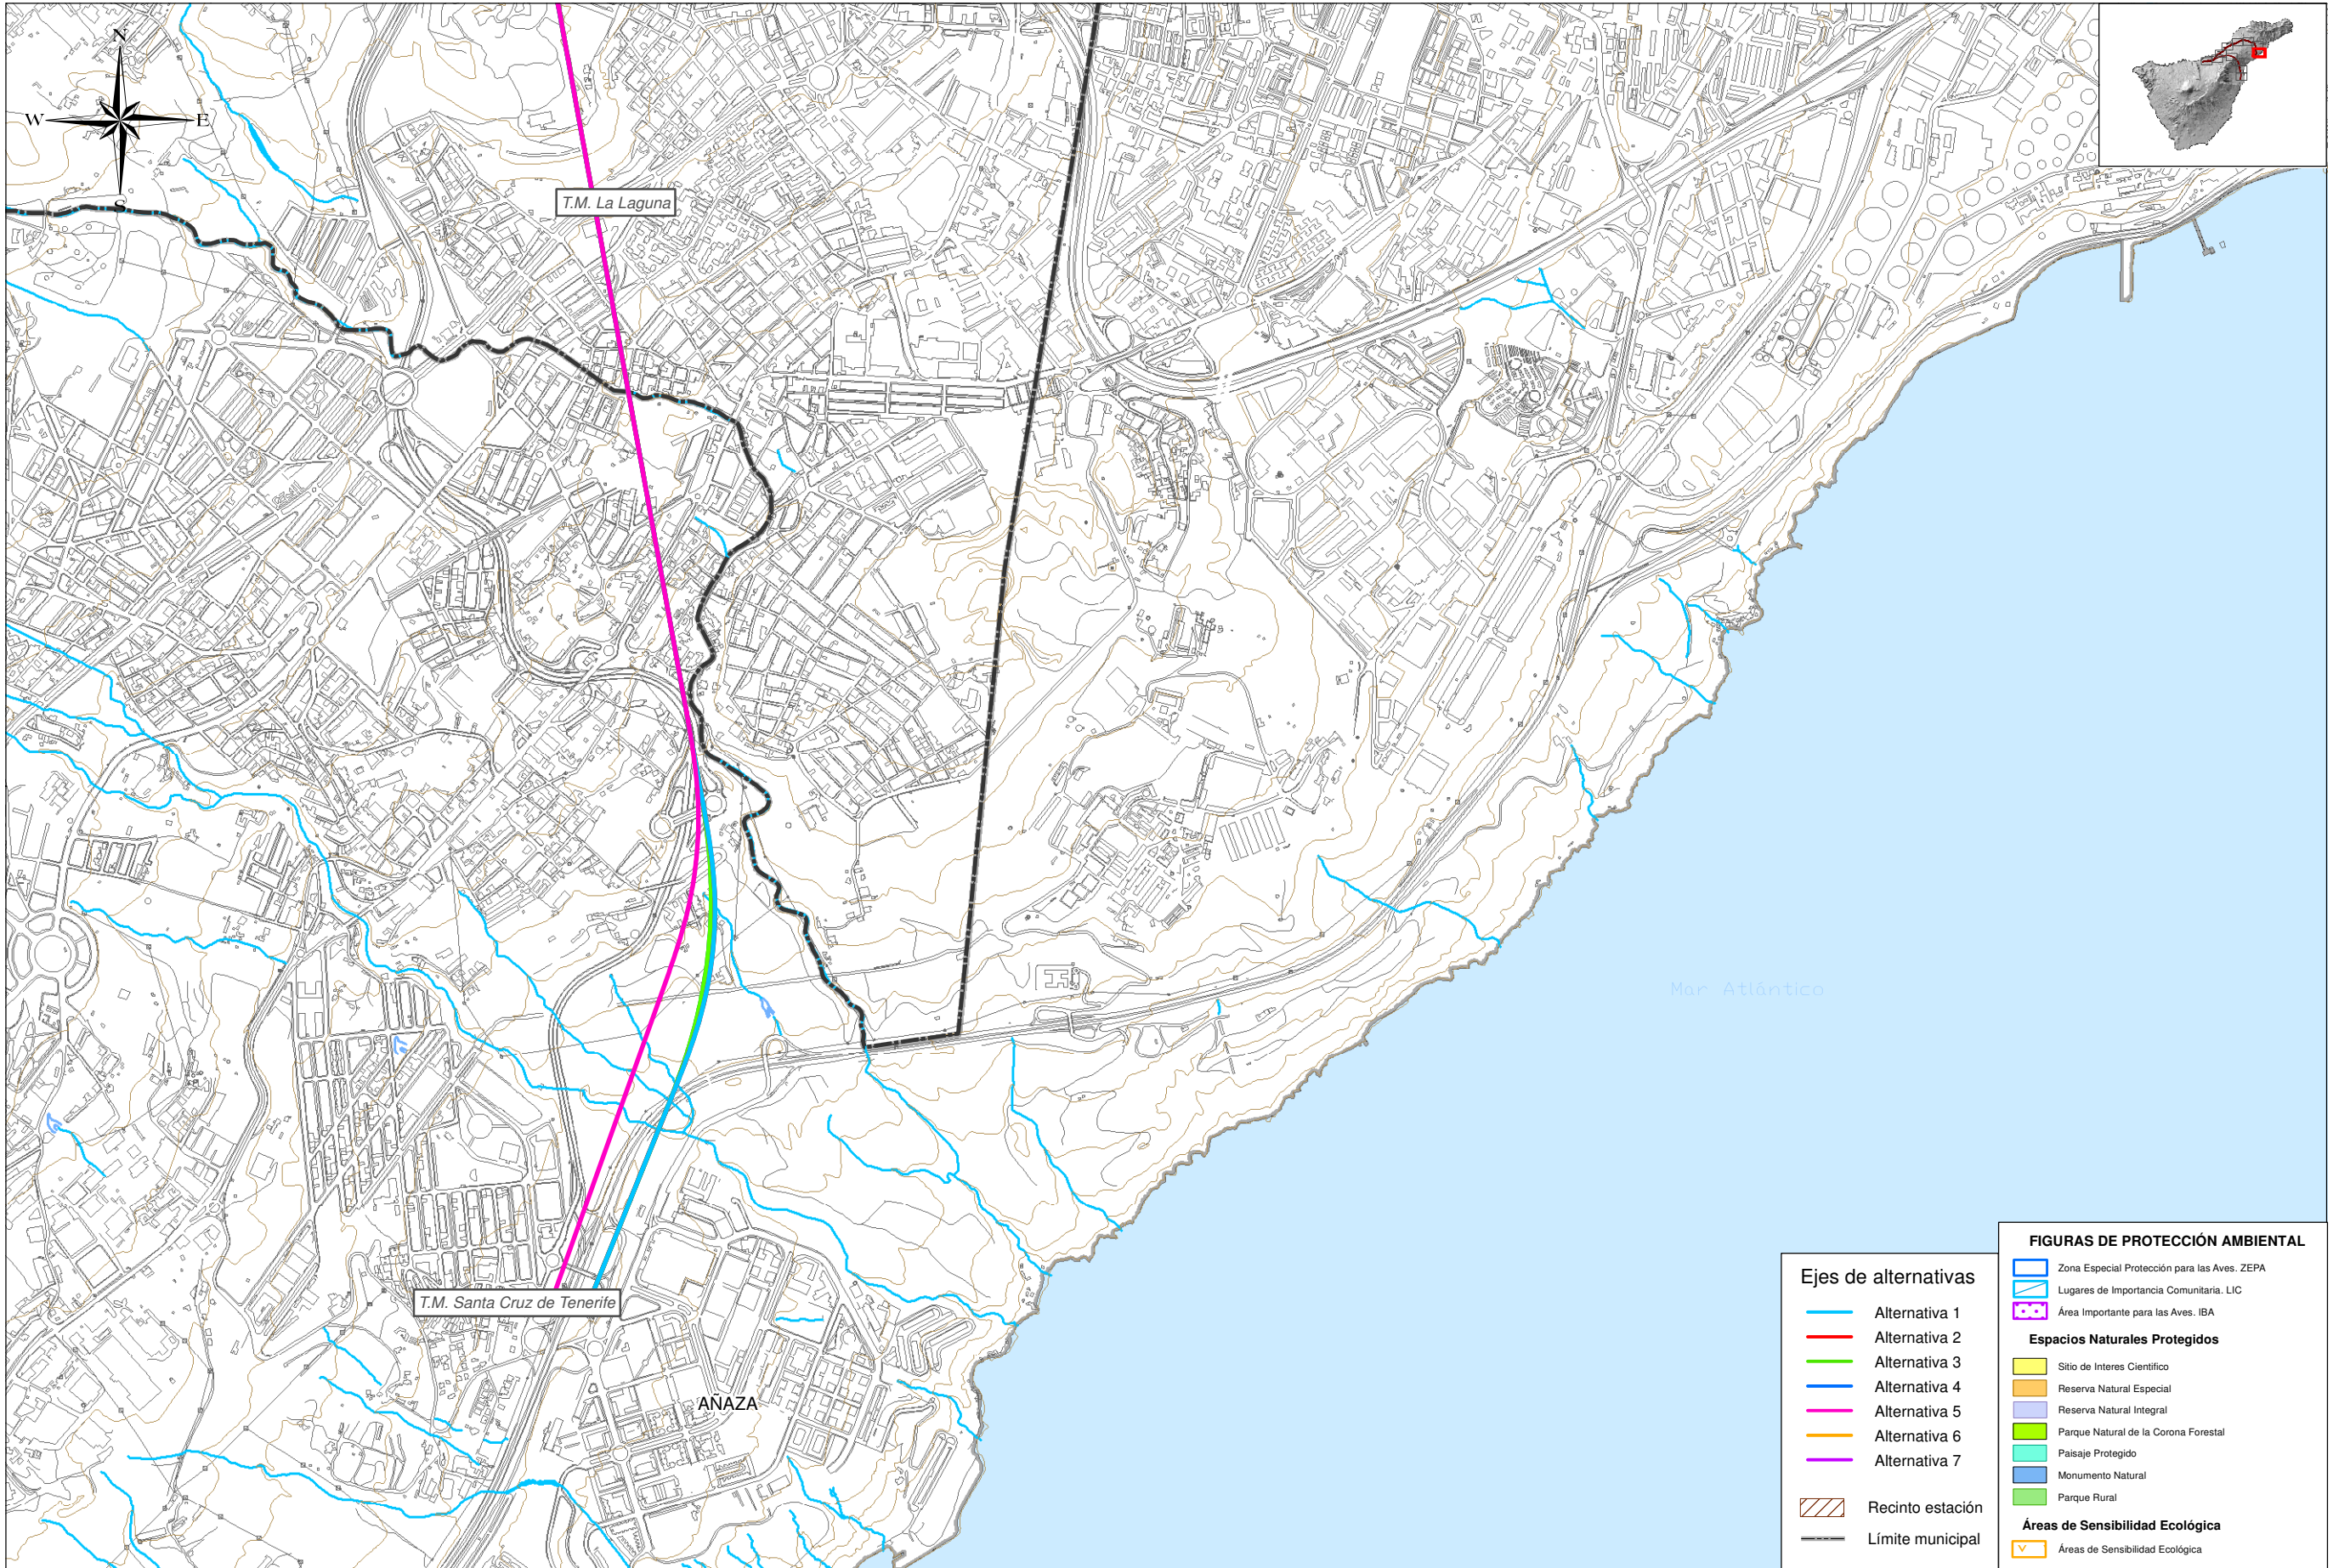 N
W
E
S
T.M. La Laguna
Mar Atlántico
T.M. Santa Cruz de Tenerife
AÑAZA
Ejes de alternativas
Alternativa 1
Alternativa 2
Alternativa 3
Alternativa 4
Alternativa 5
Alternativa 6
Alternativa 7
Recinto estación
Límite municipal
FIGURAS DE PROTECCIÓN AMBIENTAL
Zona Especial Protección para las Aves. ZEPA
Lugares de Importancia Comunitaria. LIC
Área Importante para las Aves. IBA
Espacios Naturales Protegidos
Sitio de Interes Cientifico
Reserva Natural Especial
Reserva Natural Integral
Parque Natural de la Corona Forestal
Paisaje Protegido
Monumento Natural
Parque Rural
Áreas de Sensibilidad Ecológica
Áreas de Sensibilidad Ecológica